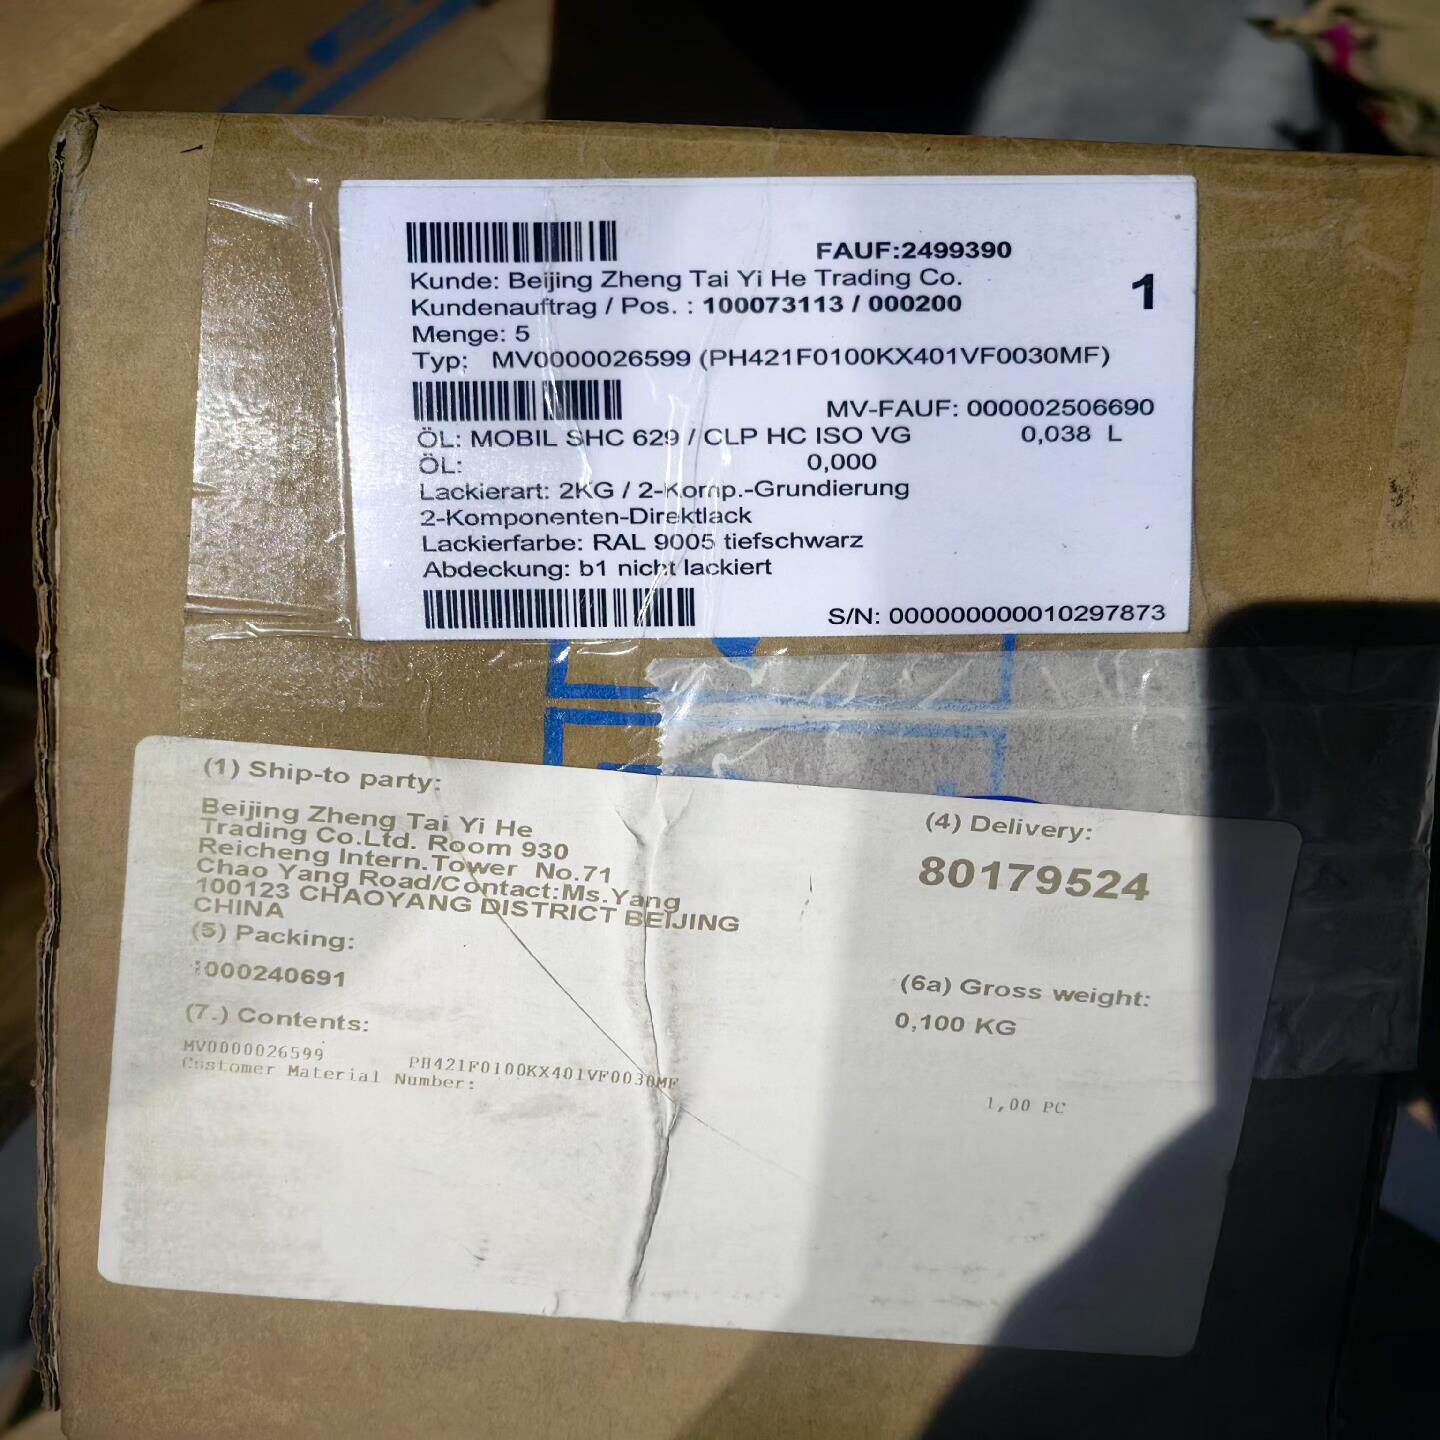 FAUF:2499390
Kunde: Beijing Zheng Tai Yi He Trading Co.
1
Kundenauftrag / Pos. : 100073113 / 000200
Menge: 5
Typ: MV0000026599 (PH421F0100KX401VF0030MF)
MV-FAUF: 000002506690
ÖL: MOBIL SHC 629 / CLP HC ISO VG 0,038 L
ÖL: 0,000
Lackierart: 2KG / 2-Komp.-Grundierung
2-Komponenten-Direktlack
Lackierfarbe: RAL 9005 tiefschwarz
Abdeckung: b1 nicht lackiert
S/N: 000000000010297873
(1) Ship-to party:
Beijing Zheng Tai Yi He
Trading Co.Ltd. Room 930
Reicheng Intern.Tower No.71
Chao Yang Road/Contact:Ms.Yang
100123 CHAOYANG DISTRICT BEIJING
CHINA
(4) Delivery:
80179524
(5) Packing:
1000240691
(6a) Gross weight:
0,100 KG
(7.) Contents:
MV0000026599 PH421F0100KX401VF0030MF
Customer Material Number:
1,00 PC